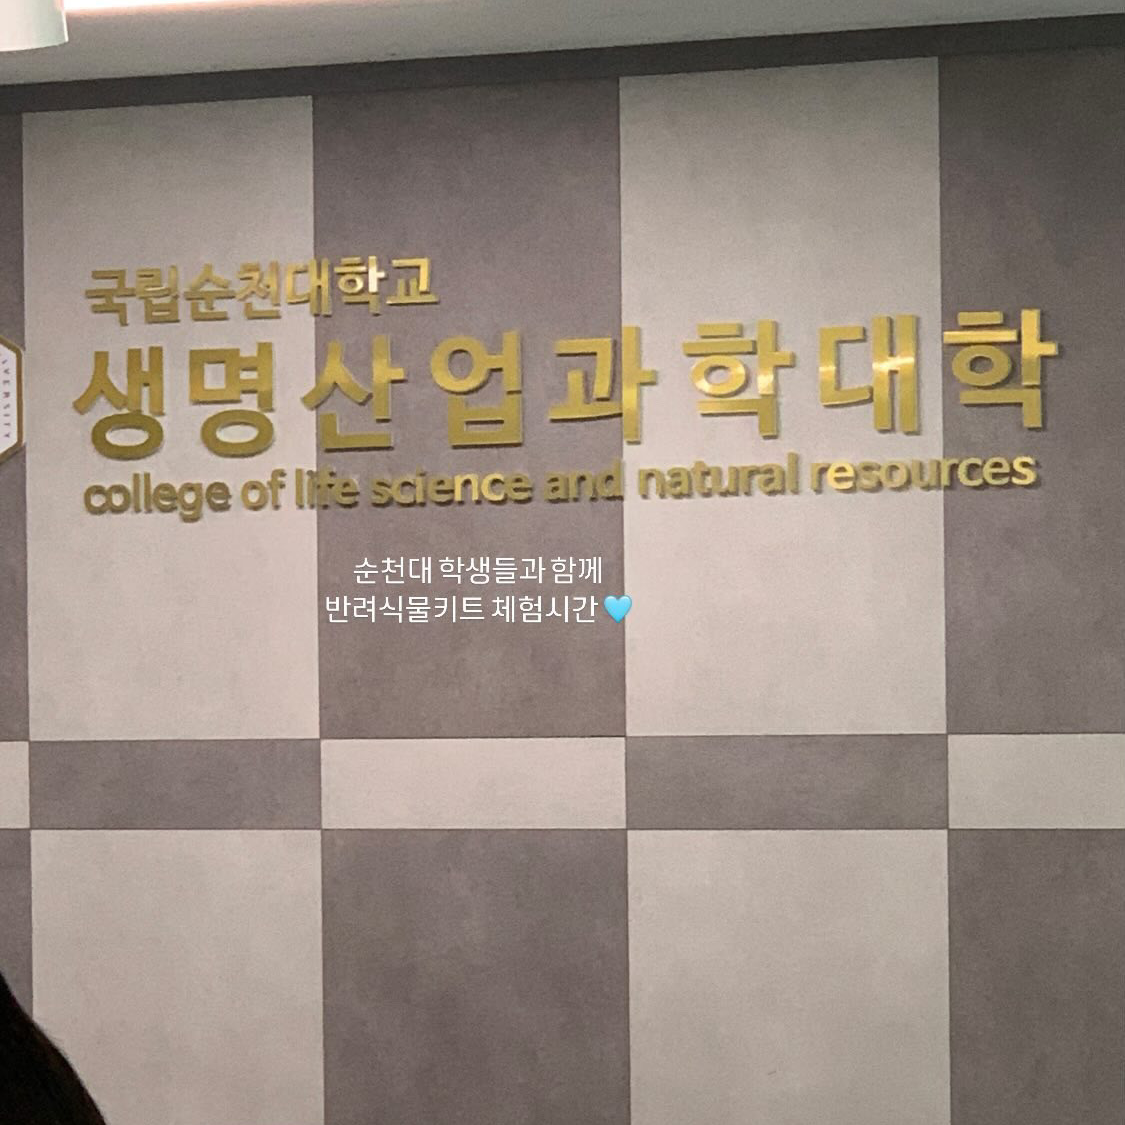 국립순천대학교
생명산업과학대학
college of life science and natural resources
순천대 학생들과 함께
반려식물키트 체험시간🩵